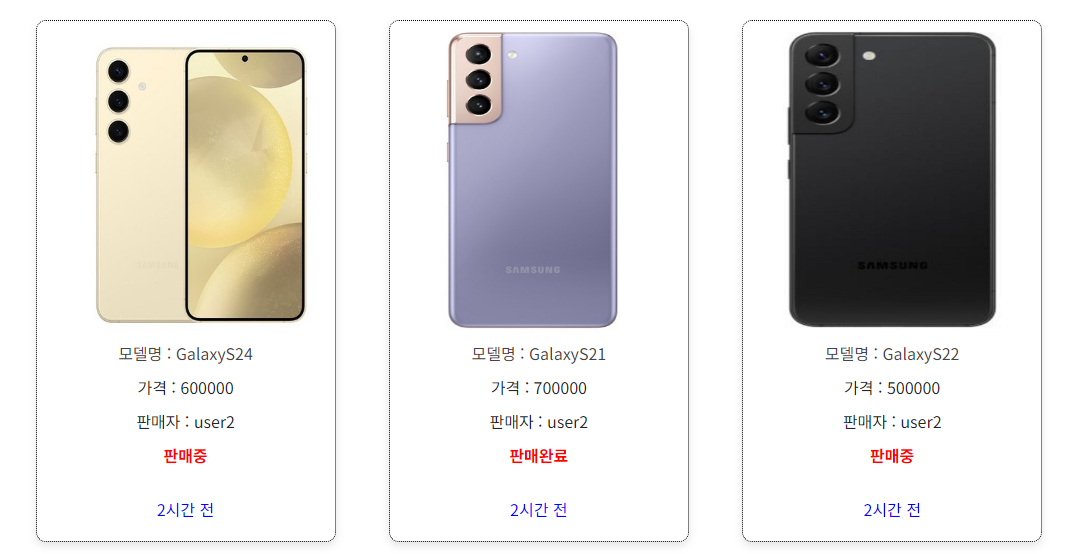 SAMSUNG
SAMSUNG
SAMSUNG
모델명 : GalaxyS24
가격 : 600000
판매자 : user2
판매중
2시간 전
모델명 : GalaxyS21
가격 : 700000
판매자 : user2
판매완료
2시간 전
모델명 : GalaxyS22
가격 : 500000
판매자 : user2
판매중
2시간 전